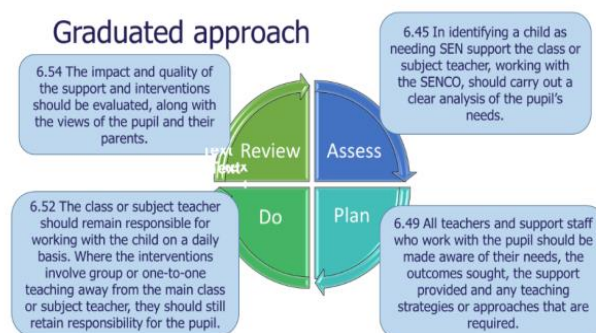 Graduated approach
6.54 The impact and quality of
the support and interventions
should be evaluated, along with
the views of the pupil and their
parents.
6.45 In identifying a child as
needing SEN support the class or
subject teacher, working with
the SENCO, should carry out a
clear analysis of the pupil's
needs.
Review
Assess
Do
Plan
6.52 The class or subject teacher
should remain responsible for
working with the child on a daily
basis. Where the interventions
involve group or one-to-one
teaching away from the main class
or subject teacher, they should still
retain responsibility for the pupil.
6.49 All teachers and support staff
who work with the pupil should be
made aware of their needs, the
outcomes sought, the support
provided and any teaching
strategies or approaches that are
required.